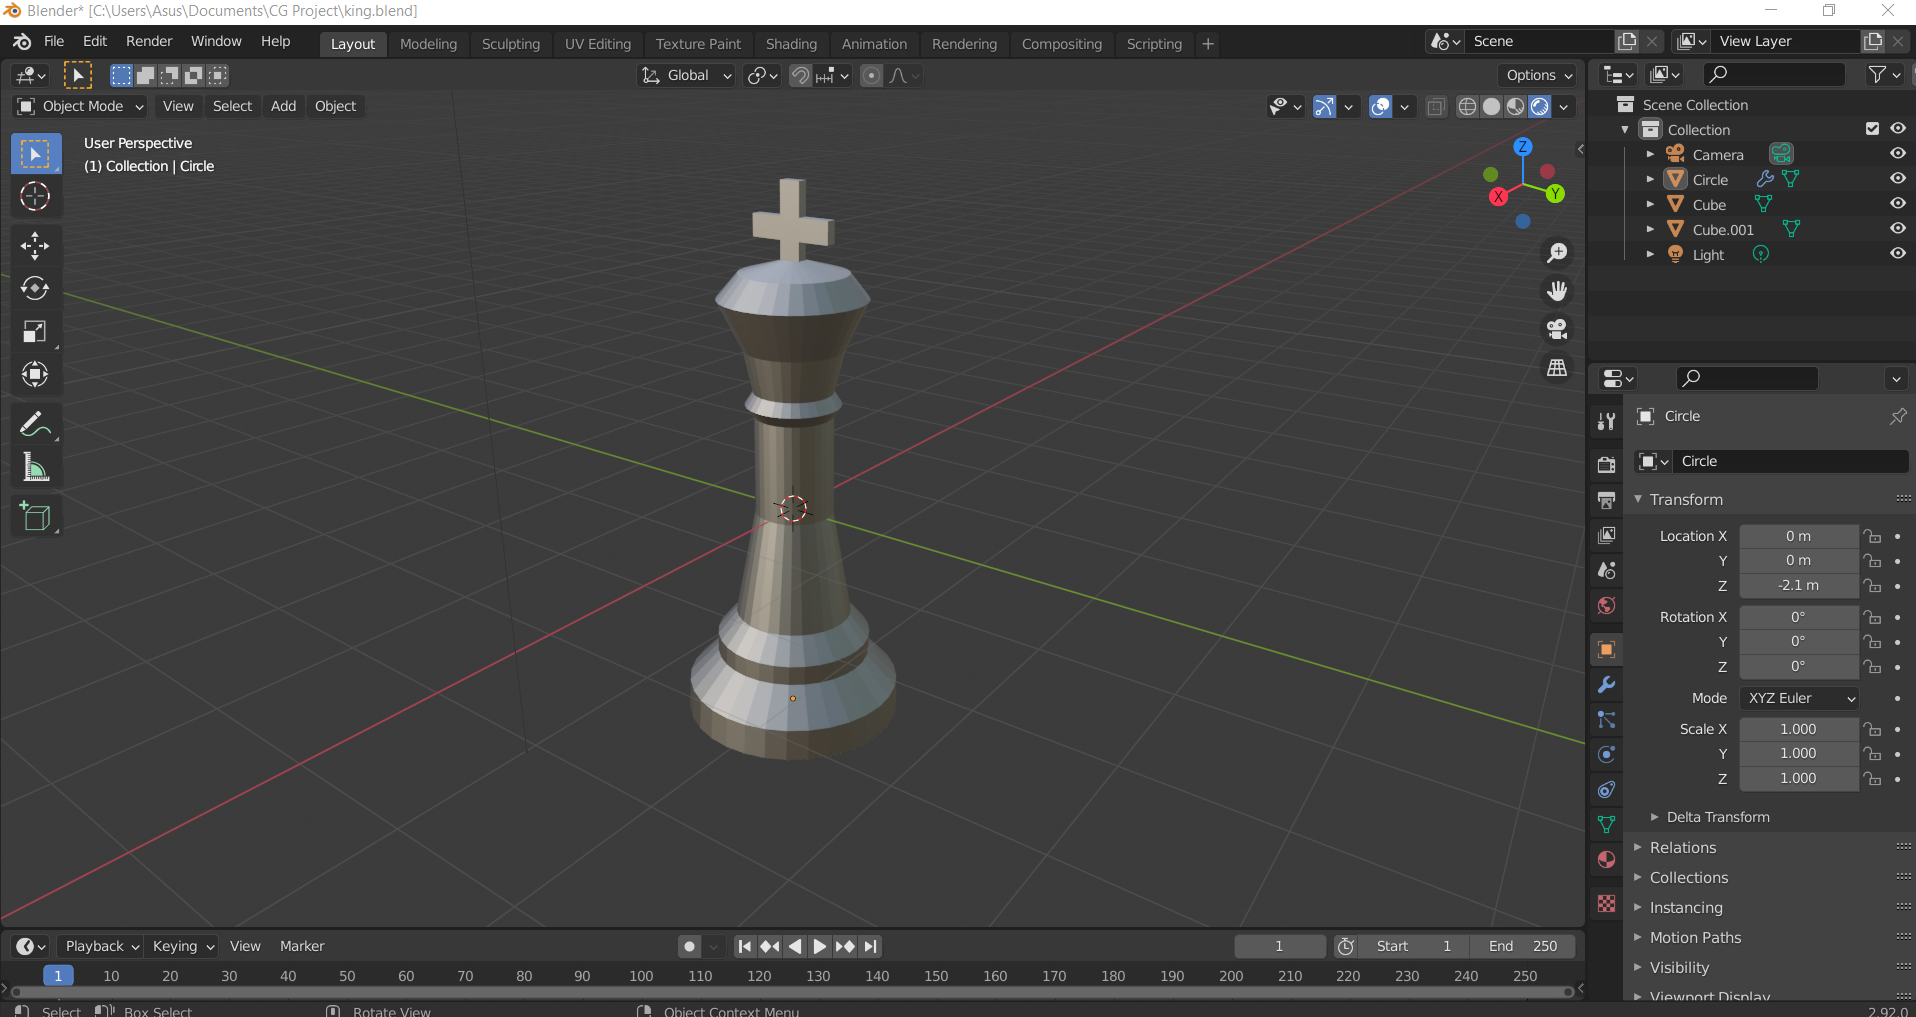 Blender* [C:\Users\Asus\Documents\CG Project\king.blend]
File Edit Render Window Help Layout Modeling Sculpting UV Editing Texture Paint Shading Animation Rendering Compositing Scripting + Scene View Layer
Global Options
Object Mode View Select Add Object
User Perspective
(1) Collection | Circle
Z
X
Y
Scene Collection
Collection
Camera
Circle
Cube
Cube.001
Light
Circle
Circle
Transform
Location X 0 m
Y 0 m
Z -2.1 m
Rotation X 0°
Y 0°
Z 0°
Mode XYZ Euler
Scale X 1.000
Y 1.000
Z 1.000
Delta Transform
Relations
Collections
Instancing
Motion Paths
Visibility
Viewport Display
Playback Keying View Marker 1 Start 1 End 250
1 10 20 30 40 50 60 70 80 90 100 110 120 130 140 150 160 170 180 190 200 210 220 230 240 250
Select Box Select Rotate View Object Context Menu 2.92.0